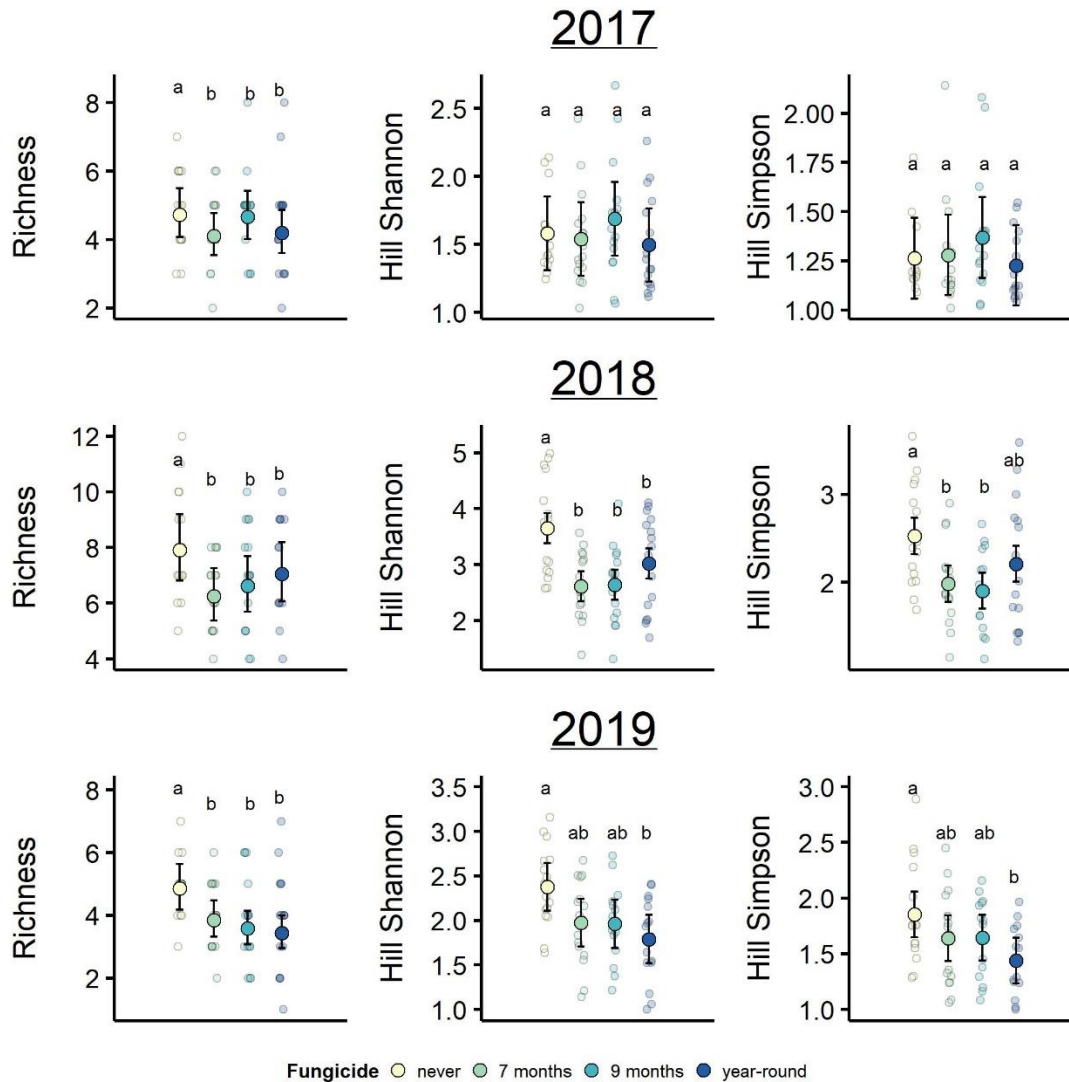 2017
Richness
8
6
4
2
a b b b
Hill Shannon
2.5
2.0
1.5
1.0
a a a a
Hill Simpson
2.00
1.75
1.50
1.25
1.00
a a a a
2018
Richness
12
10
8
6
4
a b b b
Hill Shannon
5
4
3
2
a b b b
Hill Simpson
3
2
a b b ab
2019
Richness
8
6
4
2
a b b b
Hill Shannon
3.5
3.0
2.5
2.0
1.5
1.0
a ab ab b
Hill Simpson
3.0
2.5
2.0
1.5
1.0
a ab ab b
Fungicide never 7 months 9 months year-round